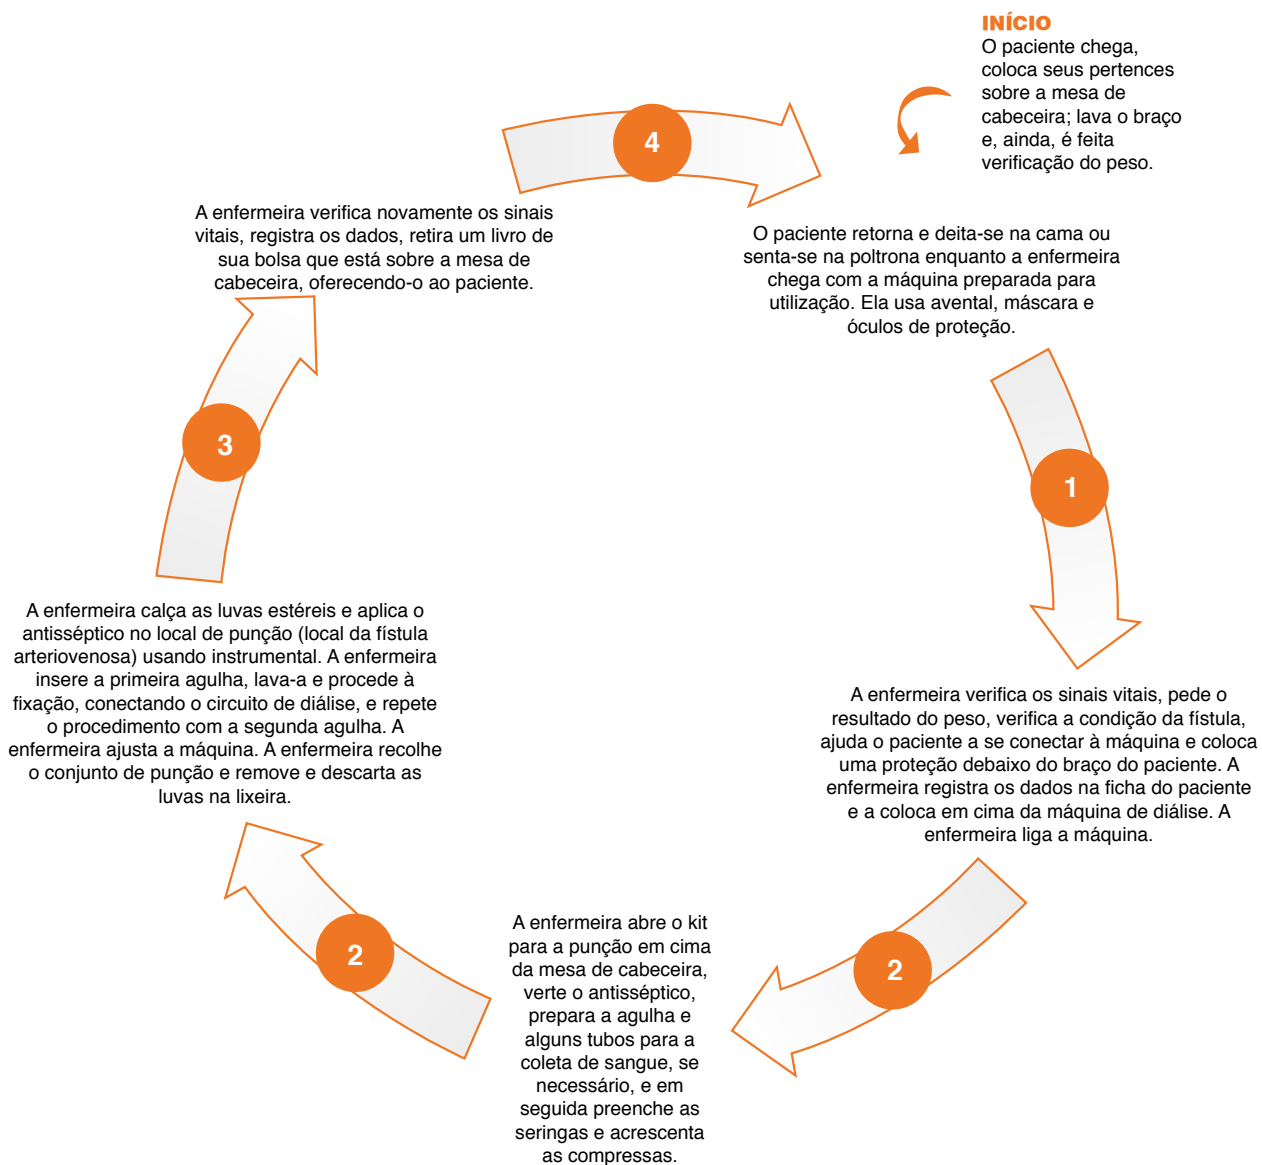 INÍCIO
O paciente chega,
coloca seus pertences
sobre a mesa de
cabeceira; lava o braço
e, ainda, é feita
verificação do peso.
O paciente retorna e deita-se na cama ou
senta-se na poltrona enquanto a enfermeira
chega com a máquina preparada para
utilização. Ela usa avental, máscara e
óculos de proteção.
1
A enfermeira verifica os sinais vitais, pede o
resultado do peso, verifica a condição da fístula,
ajuda o paciente a se conectar à máquina e coloca
uma proteção debaixo do braço do paciente. A
enfermeira registra os dados na ficha do paciente
e a coloca em cima da máquina de diálise. A
enfermeira liga a máquina.
2
A enfermeira abre o kit
para a punção em cima
da mesa de cabeceira,
verte o antisséptico,
prepara a agulha e
alguns tubos para a
coleta de sangue, se
necessário, e em
seguida preenche as
seringas e acrescenta
as compressas.
2
A enfermeira calça as luvas estéreis e aplica o
antisséptico no local de punção (local da fístula
arteriovenosa) usando instrumental. A enfermeira
insere a primeira agulha, lava-a e procede à
fixação, conectando o circuito de diálise, e repete
o procedimento com a segunda agulha. A
enfermeira ajusta a máquina. A enfermeira recolhe
o conjunto de punção e remove e descarta as
luvas na lixeira.
3
A enfermeira verifica novamente os sinais
vitais, registra os dados, retira um livro de
sua bolsa que está sobre a mesa de
cabeceira, oferecendo-o ao paciente.
4